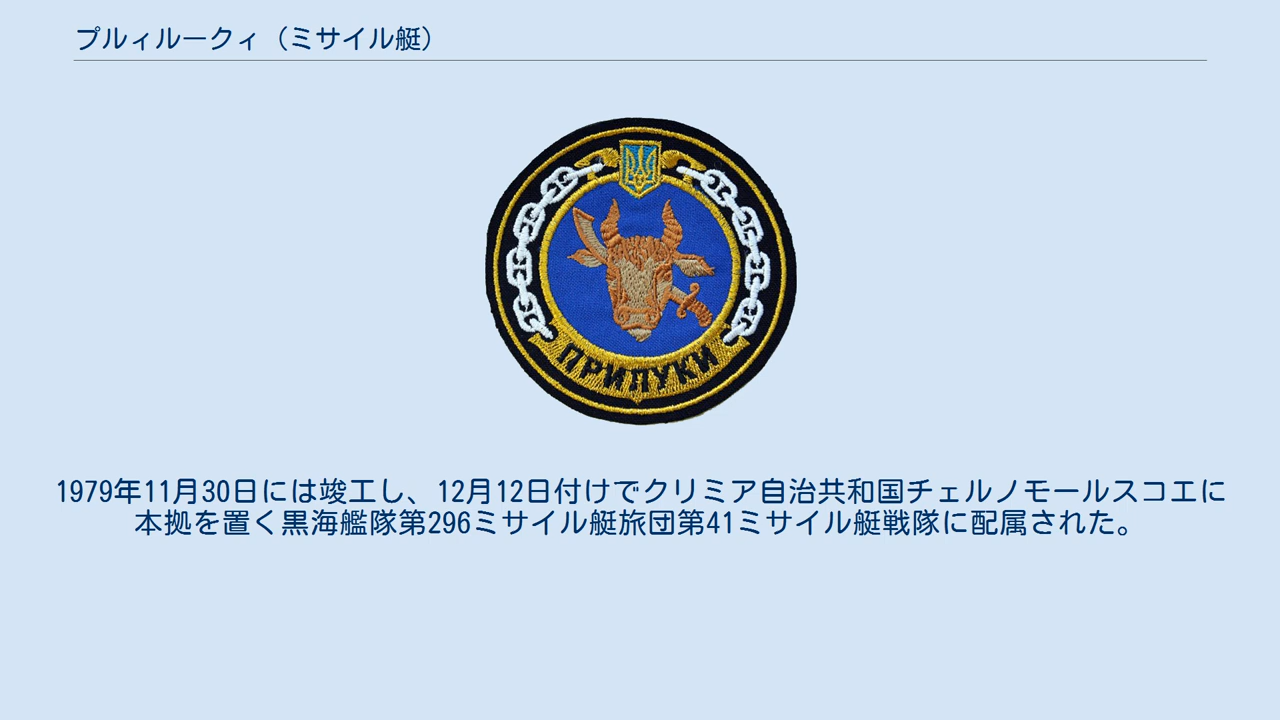 プルィルークィ（ミサイル艇）
ПРИЛУКИ
1979年11月30日には竣工し、12月12日付けでクリミア自治共和国チェルノモールスコエに
本拠を置く黒海艦隊第296ミサイル艇旅団第41ミサイル艇戦隊に配属された。